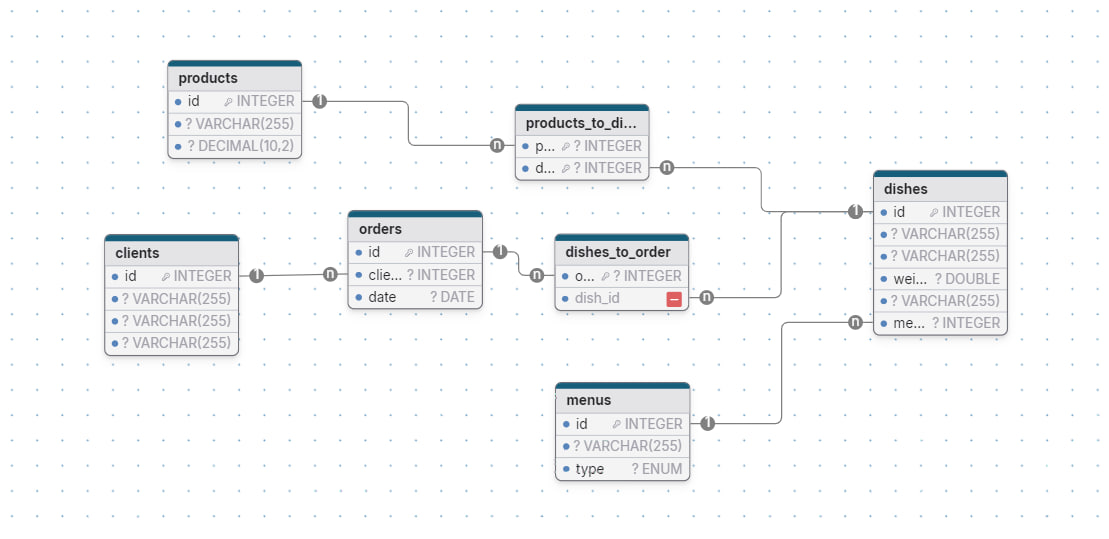 products
id INTEGER
? VARCHAR(255)
? DECIMAL(10,2)
1
n
products_to_di...
p... ? INTEGER
d... ? INTEGER
n
dishes
id INTEGER
? VARCHAR(255)
? VARCHAR(255)
wei... ? DOUBLE
? VARCHAR(255)
me... ? INTEGER
1
n
clients
id INTEGER
? VARCHAR(255)
? VARCHAR(255)
? VARCHAR(255)
1
n
orders
id INTEGER
clie... ? INTEGER
date ? DATE
1
n
dishes_to_order
o... ? INTEGER
dish_id
n
menus
id INTEGER
? VARCHAR(255)
type ? ENUM
1